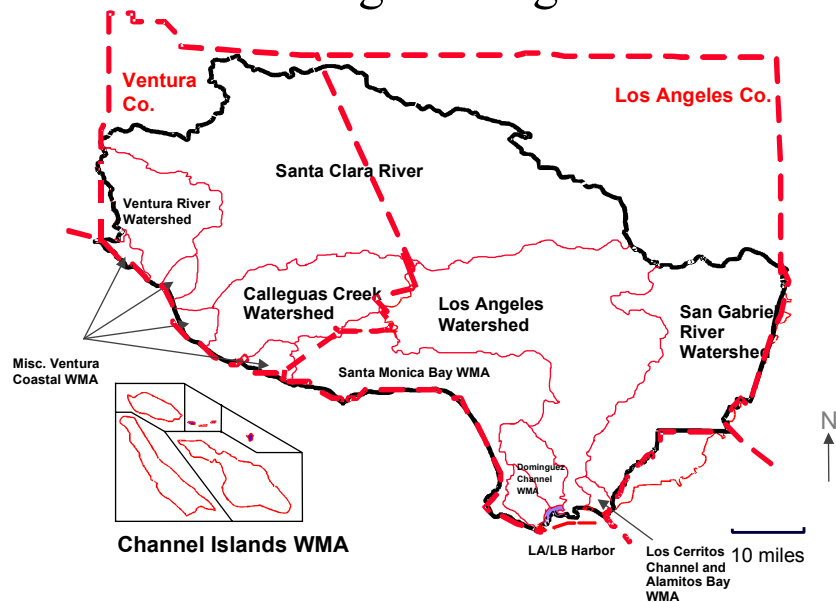 Ventura
Co.
Los Angeles Co.
Santa Clara River
Ventura River
Watershed
Calleguas Creek
Watershed
Los Angeles
Watershed
San Gabriel
River
Watershed
Misc. Ventura
Coastal WMA
Santa Monica Bay WMA
Dominguez
Channel
WMA
N
Channel Islands WMA
LA/LB Harbor
Los Cerritos
Channel and
Alamitos Bay
WMA
10 miles